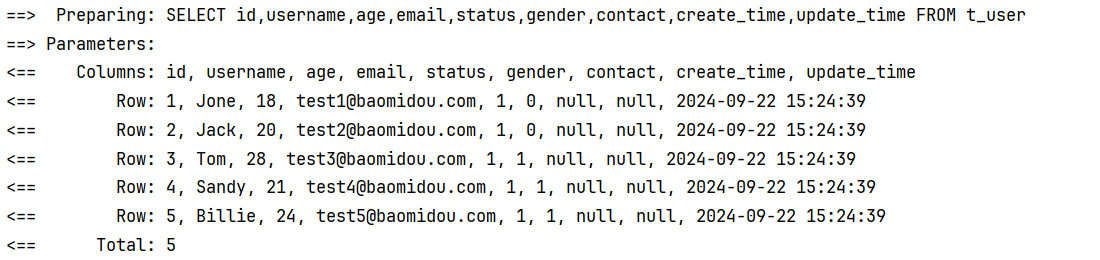 ==>  Preparing: SELECT id,username,age,email,status,gender,contact,create_time,update_time FROM t_user
==> Parameters:
<==    Columns: id, username, age, email, status, gender, contact, create_time, update_time
<==        Row: 1, Jone, 18, test1@baomidou.com, 1, 0, null, null, 2024-09-22 15:24:39
<==        Row: 2, Jack, 20, test2@baomidou.com, 1, 0, null, null, 2024-09-22 15:24:39
<==        Row: 3, Tom, 28, test3@baomidou.com, 1, 1, null, null, 2024-09-22 15:24:39
<==        Row: 4, Sandy, 21, test4@baomidou.com, 1, 1, null, null, 2024-09-22 15:24:39
<==        Row: 5, Billie, 24, test5@baomidou.com, 1, 1, null, null, 2024-09-22 15:24:39
<==      Total: 5